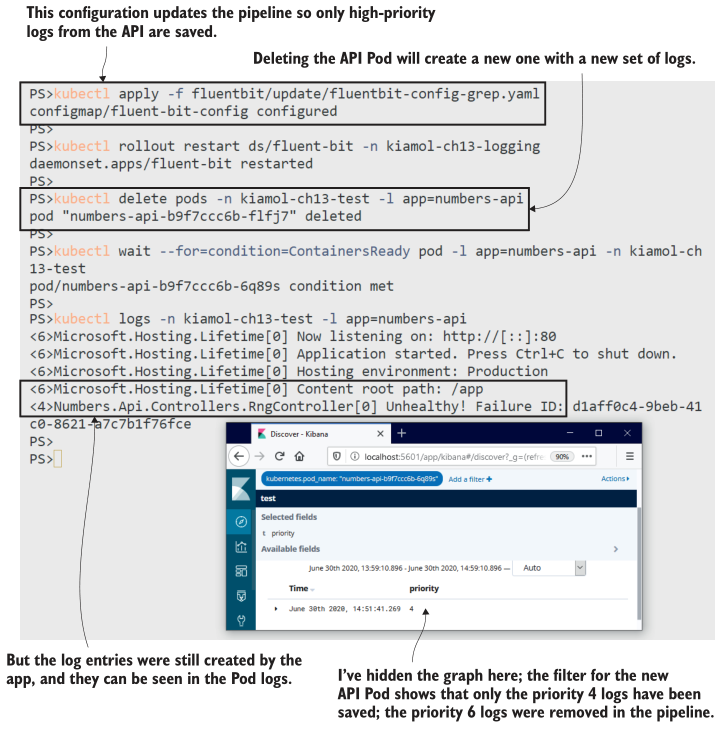 This configuration updates the pipeline so only high-priority
logs from the API are saved.
Deleting the API Pod will create a new one with a new set of logs.
PS>kubectl apply -f fluentbit/update/fluentbit-config-grep.yaml
configmap/fluent-bit-config configured
PS>
PS>kubectl rollout restart ds/fluent-bit -n kiamol-ch13-logging
daemonset.apps/fluent-bit restarted
PS>
PS>kubectl delete pods -n kiamol-ch13-test -l app=numbers-api
pod "numbers-api-b9f7ccc6b-flfj7" deleted
PS>
PS>kubectl wait --for=condition=ContainersReady pod -l app=numbers-api -n kiamol-ch
13-test
pod/numbers-api-b9f7ccc6b-6q89s condition met
PS>
PS>kubectl logs -n kiamol-ch13-test -l app=numbers-api
<6>Microsoft.Hosting.Lifetime[0] Now listening on: http://[::]:80
<6>Microsoft.Hosting.Lifetime[0] Application started. Press Ctrl+C to shut down.
<6>Microsoft.Hosting.Lifetime[0] Hosting environment: Production
<6>Microsoft.Hosting.Lifetime[0] Content root path: /app
<4>Numbers.Api.Controllers.RngController[0] Unhealthy! Failure ID: d1aff0c4-9beb-41
c0-8621-a7c7b1f76fce
PS>
PS>
Discover - Kibana
localhost:5601/app/kibana#/discover?_g=(refre 90%
kubernetes.pod_name: "numbers-api-b9f7ccc6b-6q89s" Add a filter + Actions
test
Selected fields
t priority
Available fields
June 30th 2020, 13:59:10.896 - June 30th 2020, 14:59:10.896 — Auto
Time priority
June 30th 2020, 14:51:41.269 4
But the log entries were still created by the
app, and they can be seen in the Pod logs.
I've hidden the graph here; the filter for the new
API Pod shows that only the priority 4 logs have been
saved; the priority 6 logs were removed in the pipeline.